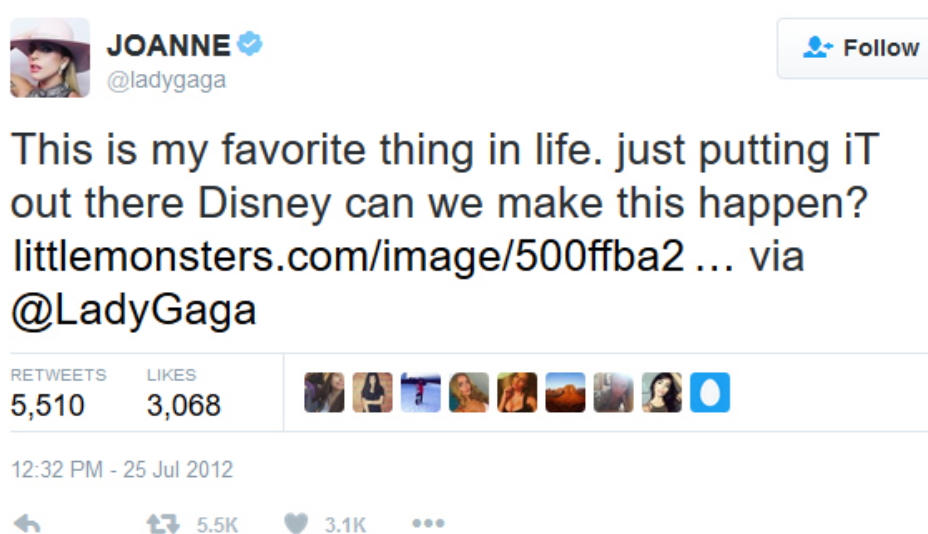 JOANNE
@ladygaga
Follow
This is my favorite thing in life. just putting iT
out there Disney can we make this happen?
littlemonsters.com/image/500ffba2 ... via
@LadyGaga
RETWEETS LIKES
5,510 3,068
12:32 PM - 25 Jul 2012
5.5K 3.1K